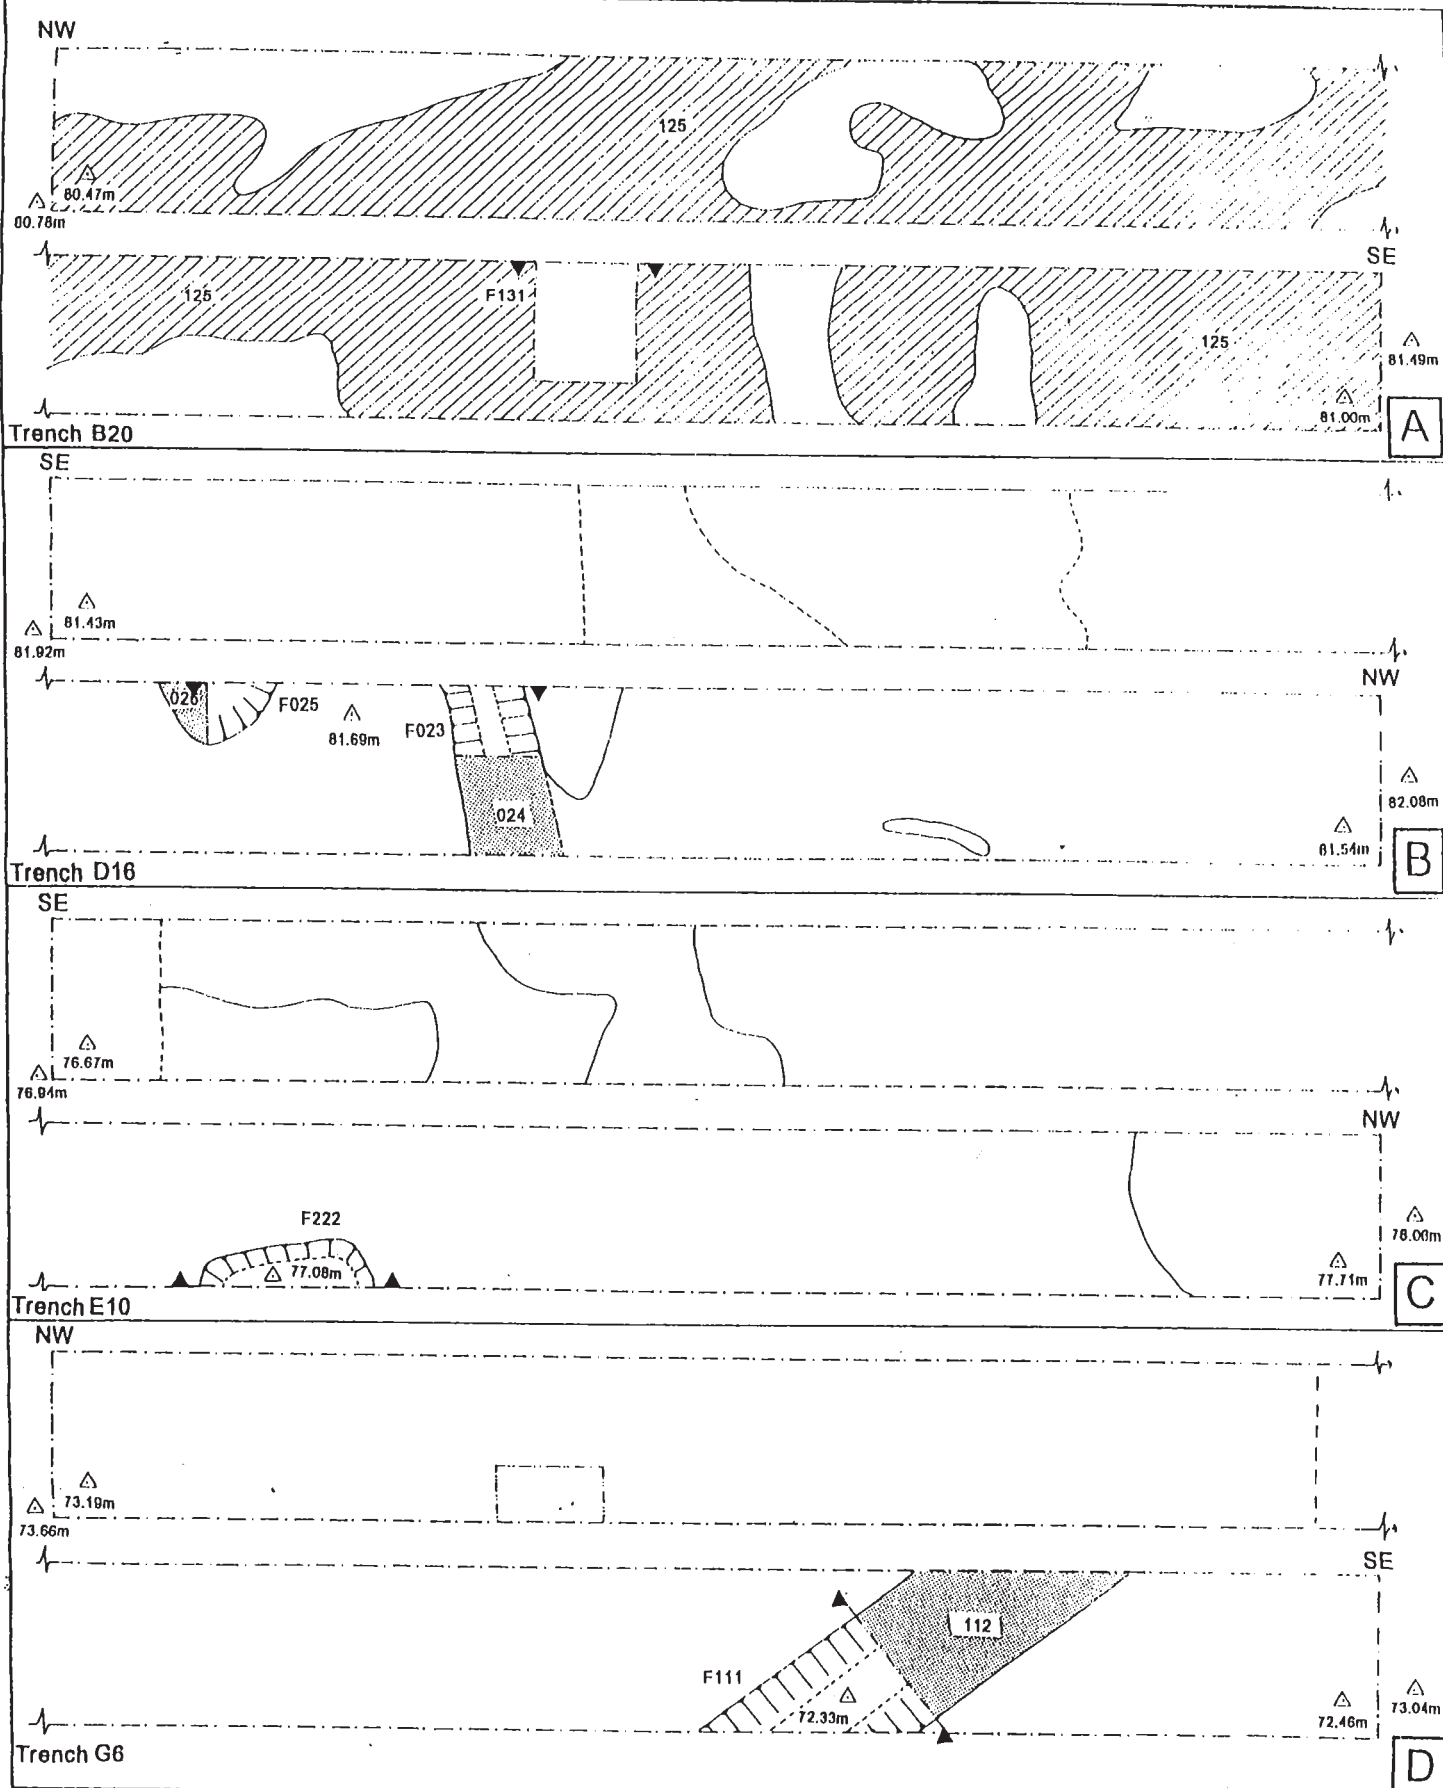 NW
125
80.47m
80.78m
SE
125
F131
125
81.49m
81.00m
A
Trench B20
SE
81.43m
81.92m
NW
026
F025
81.69m
F023
024
82.08m
81.54m
B
Trench D16
SE
76.67m
76.94m
NW
F222
77.08m
78.00m
77.71m
C
Trench E10
NW
73.19m
73.66m
SE
112
F111
72.33m
72.46m
73.04m
D
Trench G6